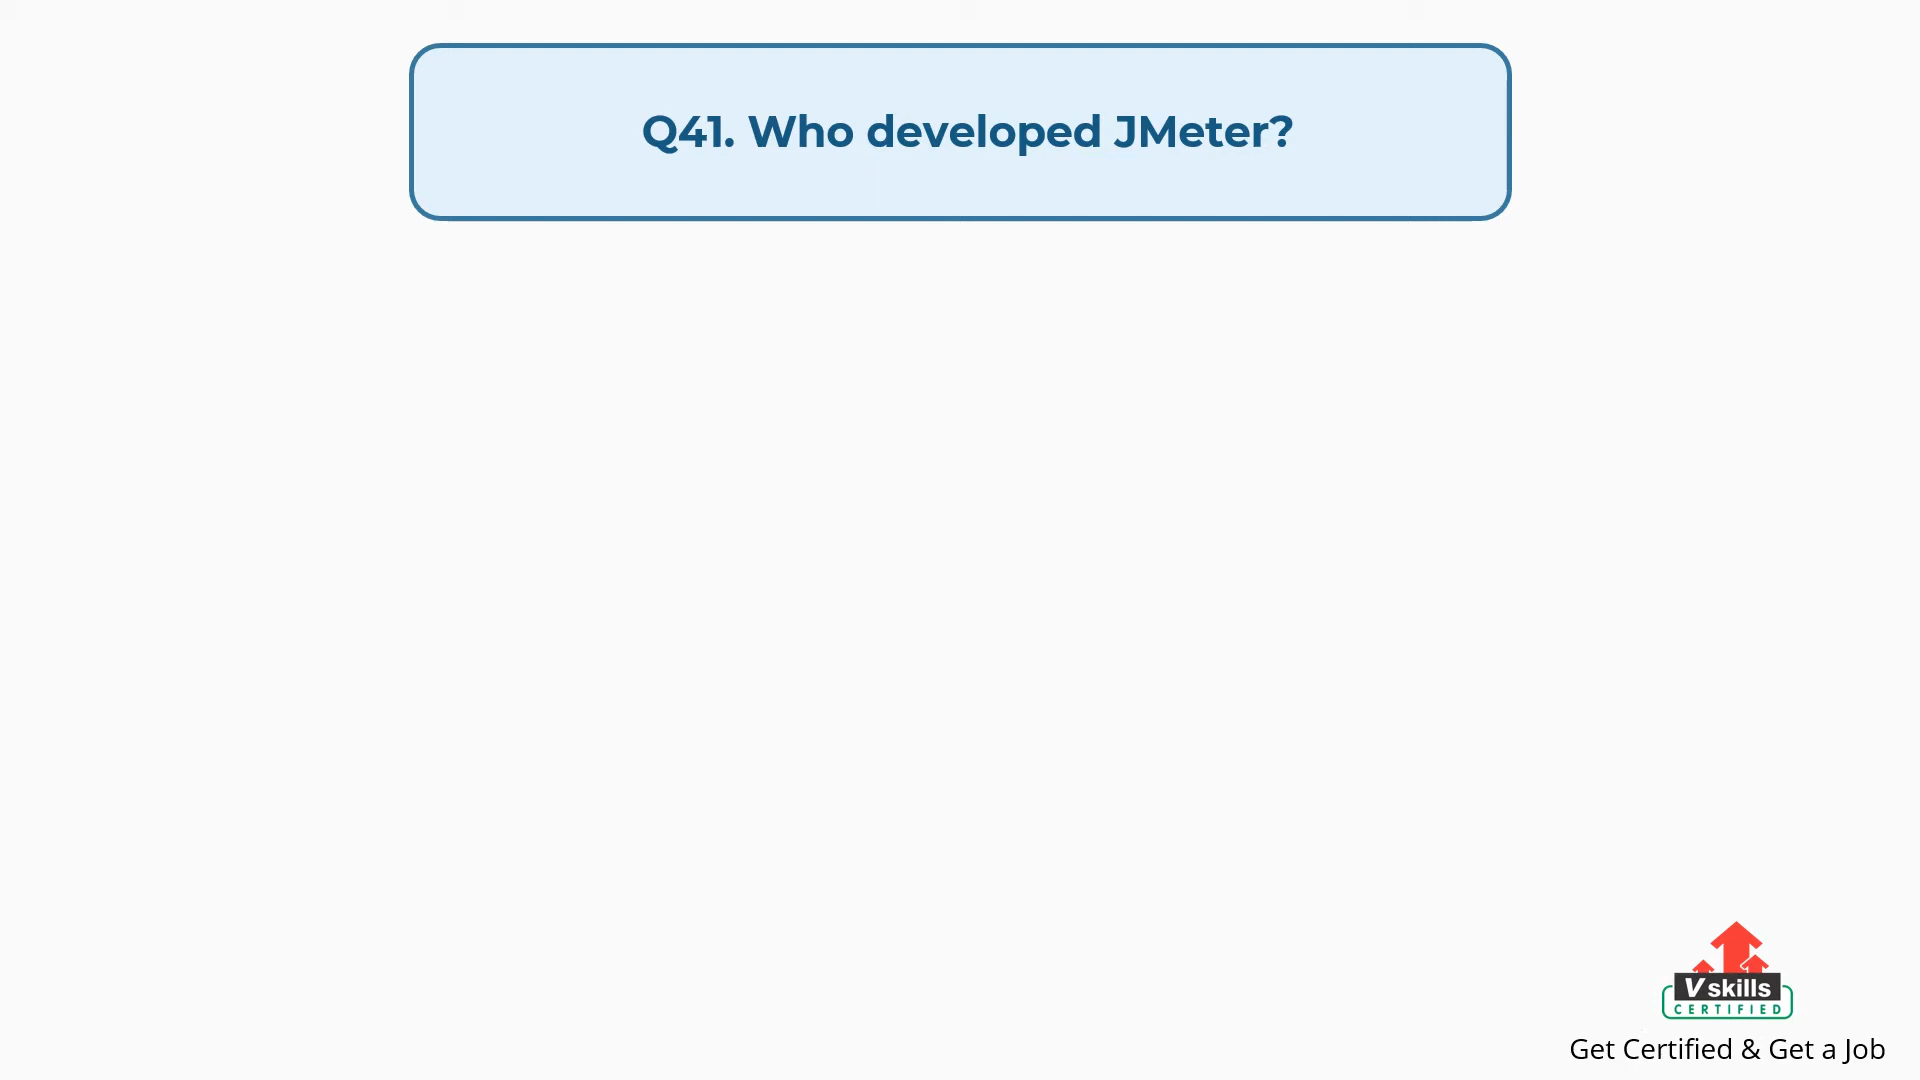 Q41. Who developed JMeter?
Vskills
CERTIFIED
Get Certified & Get a Job